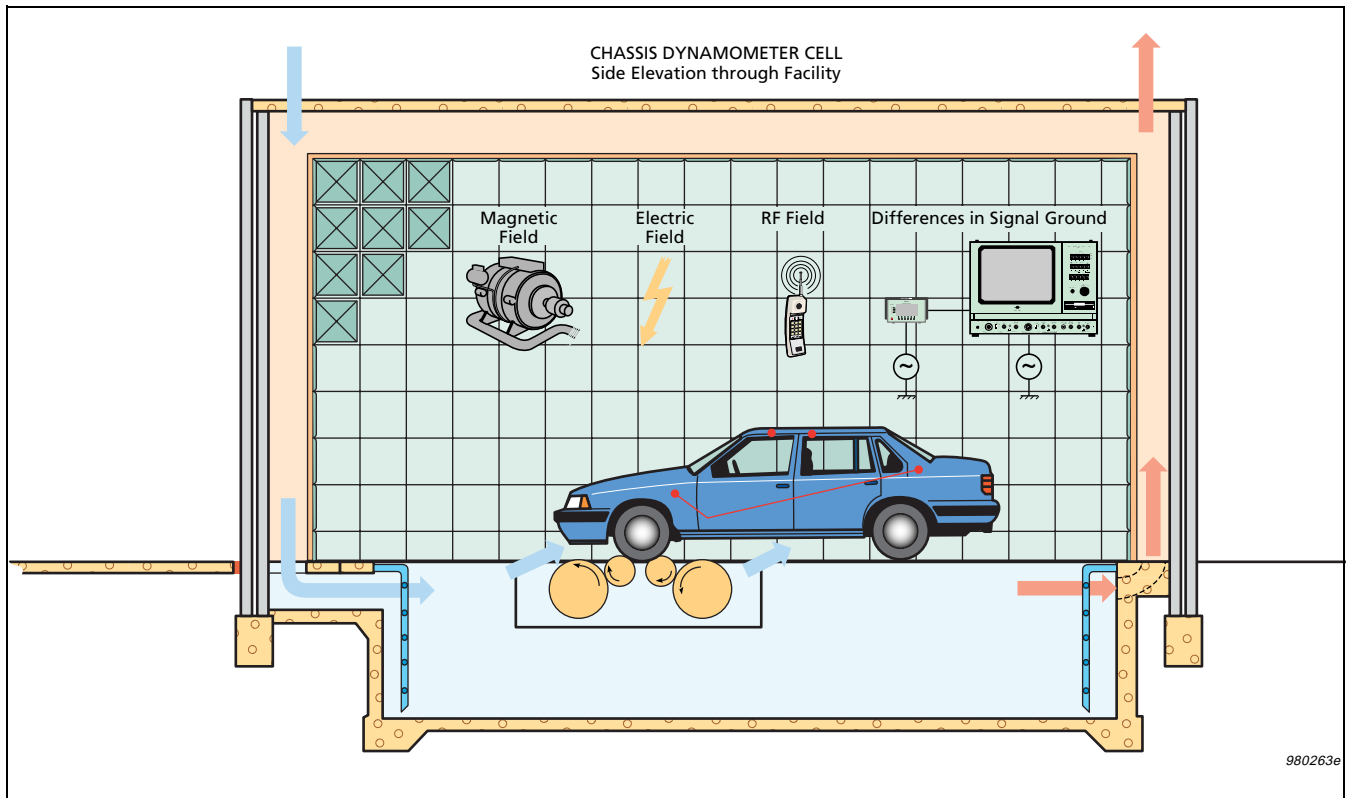 CHASSIS DYNAMOMETER CELL
Side Elevation through Facility
Magnetic
Field
Electric
Field
RF Field
Differences in Signal Ground
~
~
980263e